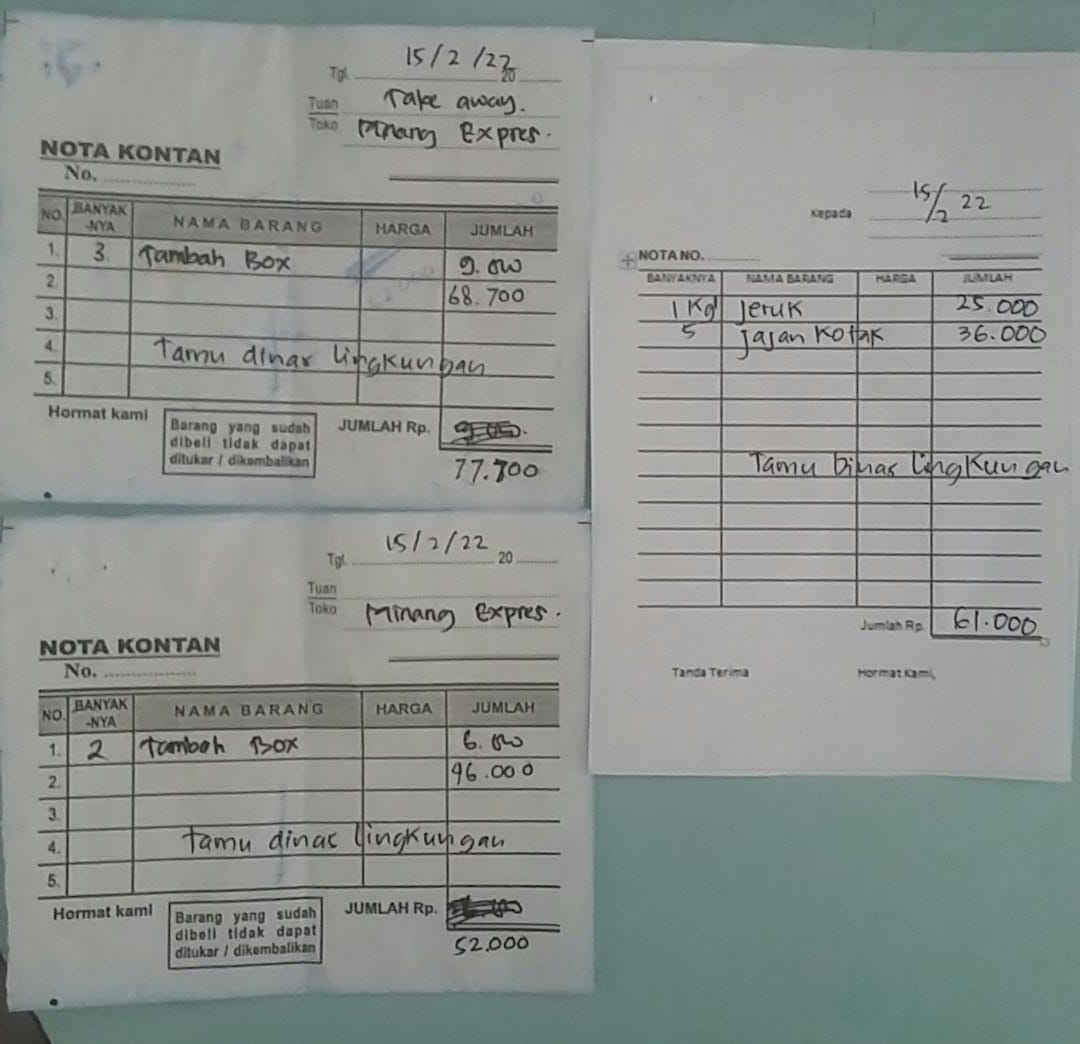 Tgl. 15/2/22 20
Tuan Take away.
Toko Minang Expres.
NOTA KONTAN
No.
NO. BANYAK-NYA NAMA BARANG HARGA JUMLAH
1. 3. Tambah Box 9.000
2. 68.700
3.
4. Tamu dinas lingkungan
5.
Hormat kami Barang yang sudah JUMLAH Rp.
dibeli tidak dapat
ditukar / dikembalikan
77.700
Tgl. 15/2/22 20
Tuan
Toko Minang Expres.
NOTA KONTAN
No.
NO. BANYAK-NYA NAMA BARANG HARGA JUMLAH
1. 2 Tambah Box 6.000
2. 46.000
3.
4. Tamu dinas lingkungan
5.
Hormat kami Barang yang sudah JUMLAH Rp.
dibeli tidak dapat
ditukar / dikembalikan
52.000
Kepada 15/2 22
NOTA NO.
BANYAKNYA NAMA BARANG HARGA JUMLAH
1 Kg Jeruk 25.000
5 Jajan Kotak 36.000
Tamu Dinas Lingkungan
Jumlah Rp. 61.000
Tanda Terima Hormat Kami,